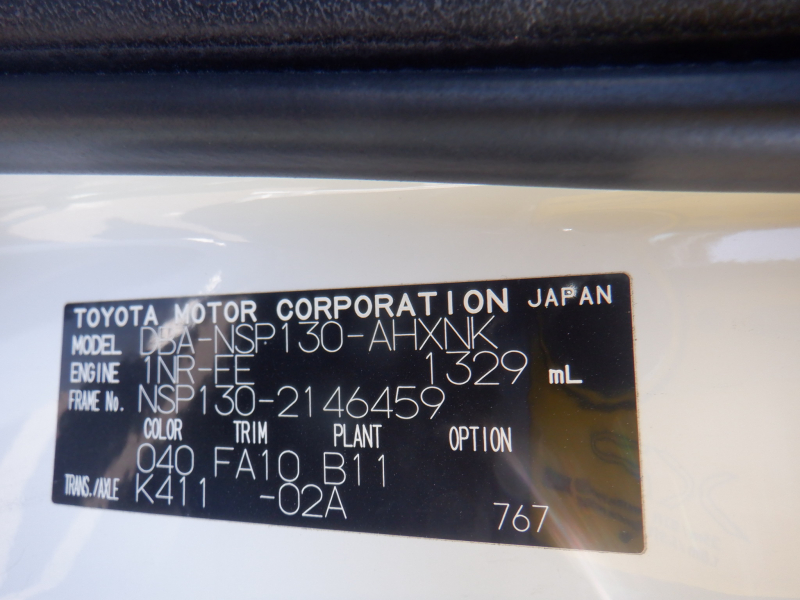 TOYOTA MOTOR CORPORATION JAPAN
MODEL DBA-NSP130-AHXNK
ENGINE 1NR-EE 1329 mL
FRAME No. NSP130-2146459
COLOR TRIM PLANT OPTION
040 FA10 B11
TRANS./AXLE K411 -02A 767